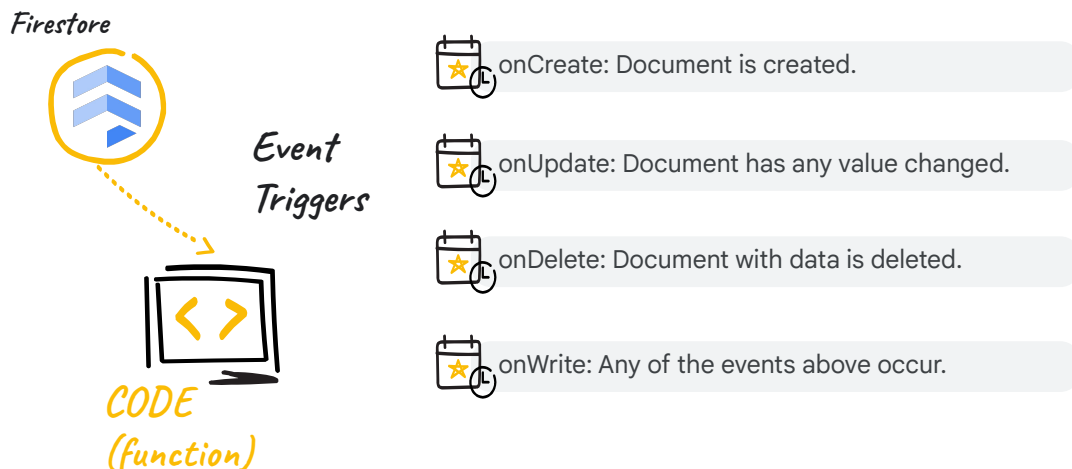 Firestore
Event
Triggers
CODE
(function)
onCreate: Document is created.
onUpdate: Document has any value changed.
onDelete: Document with data is deleted.
onWrite: Any of the events above occur.